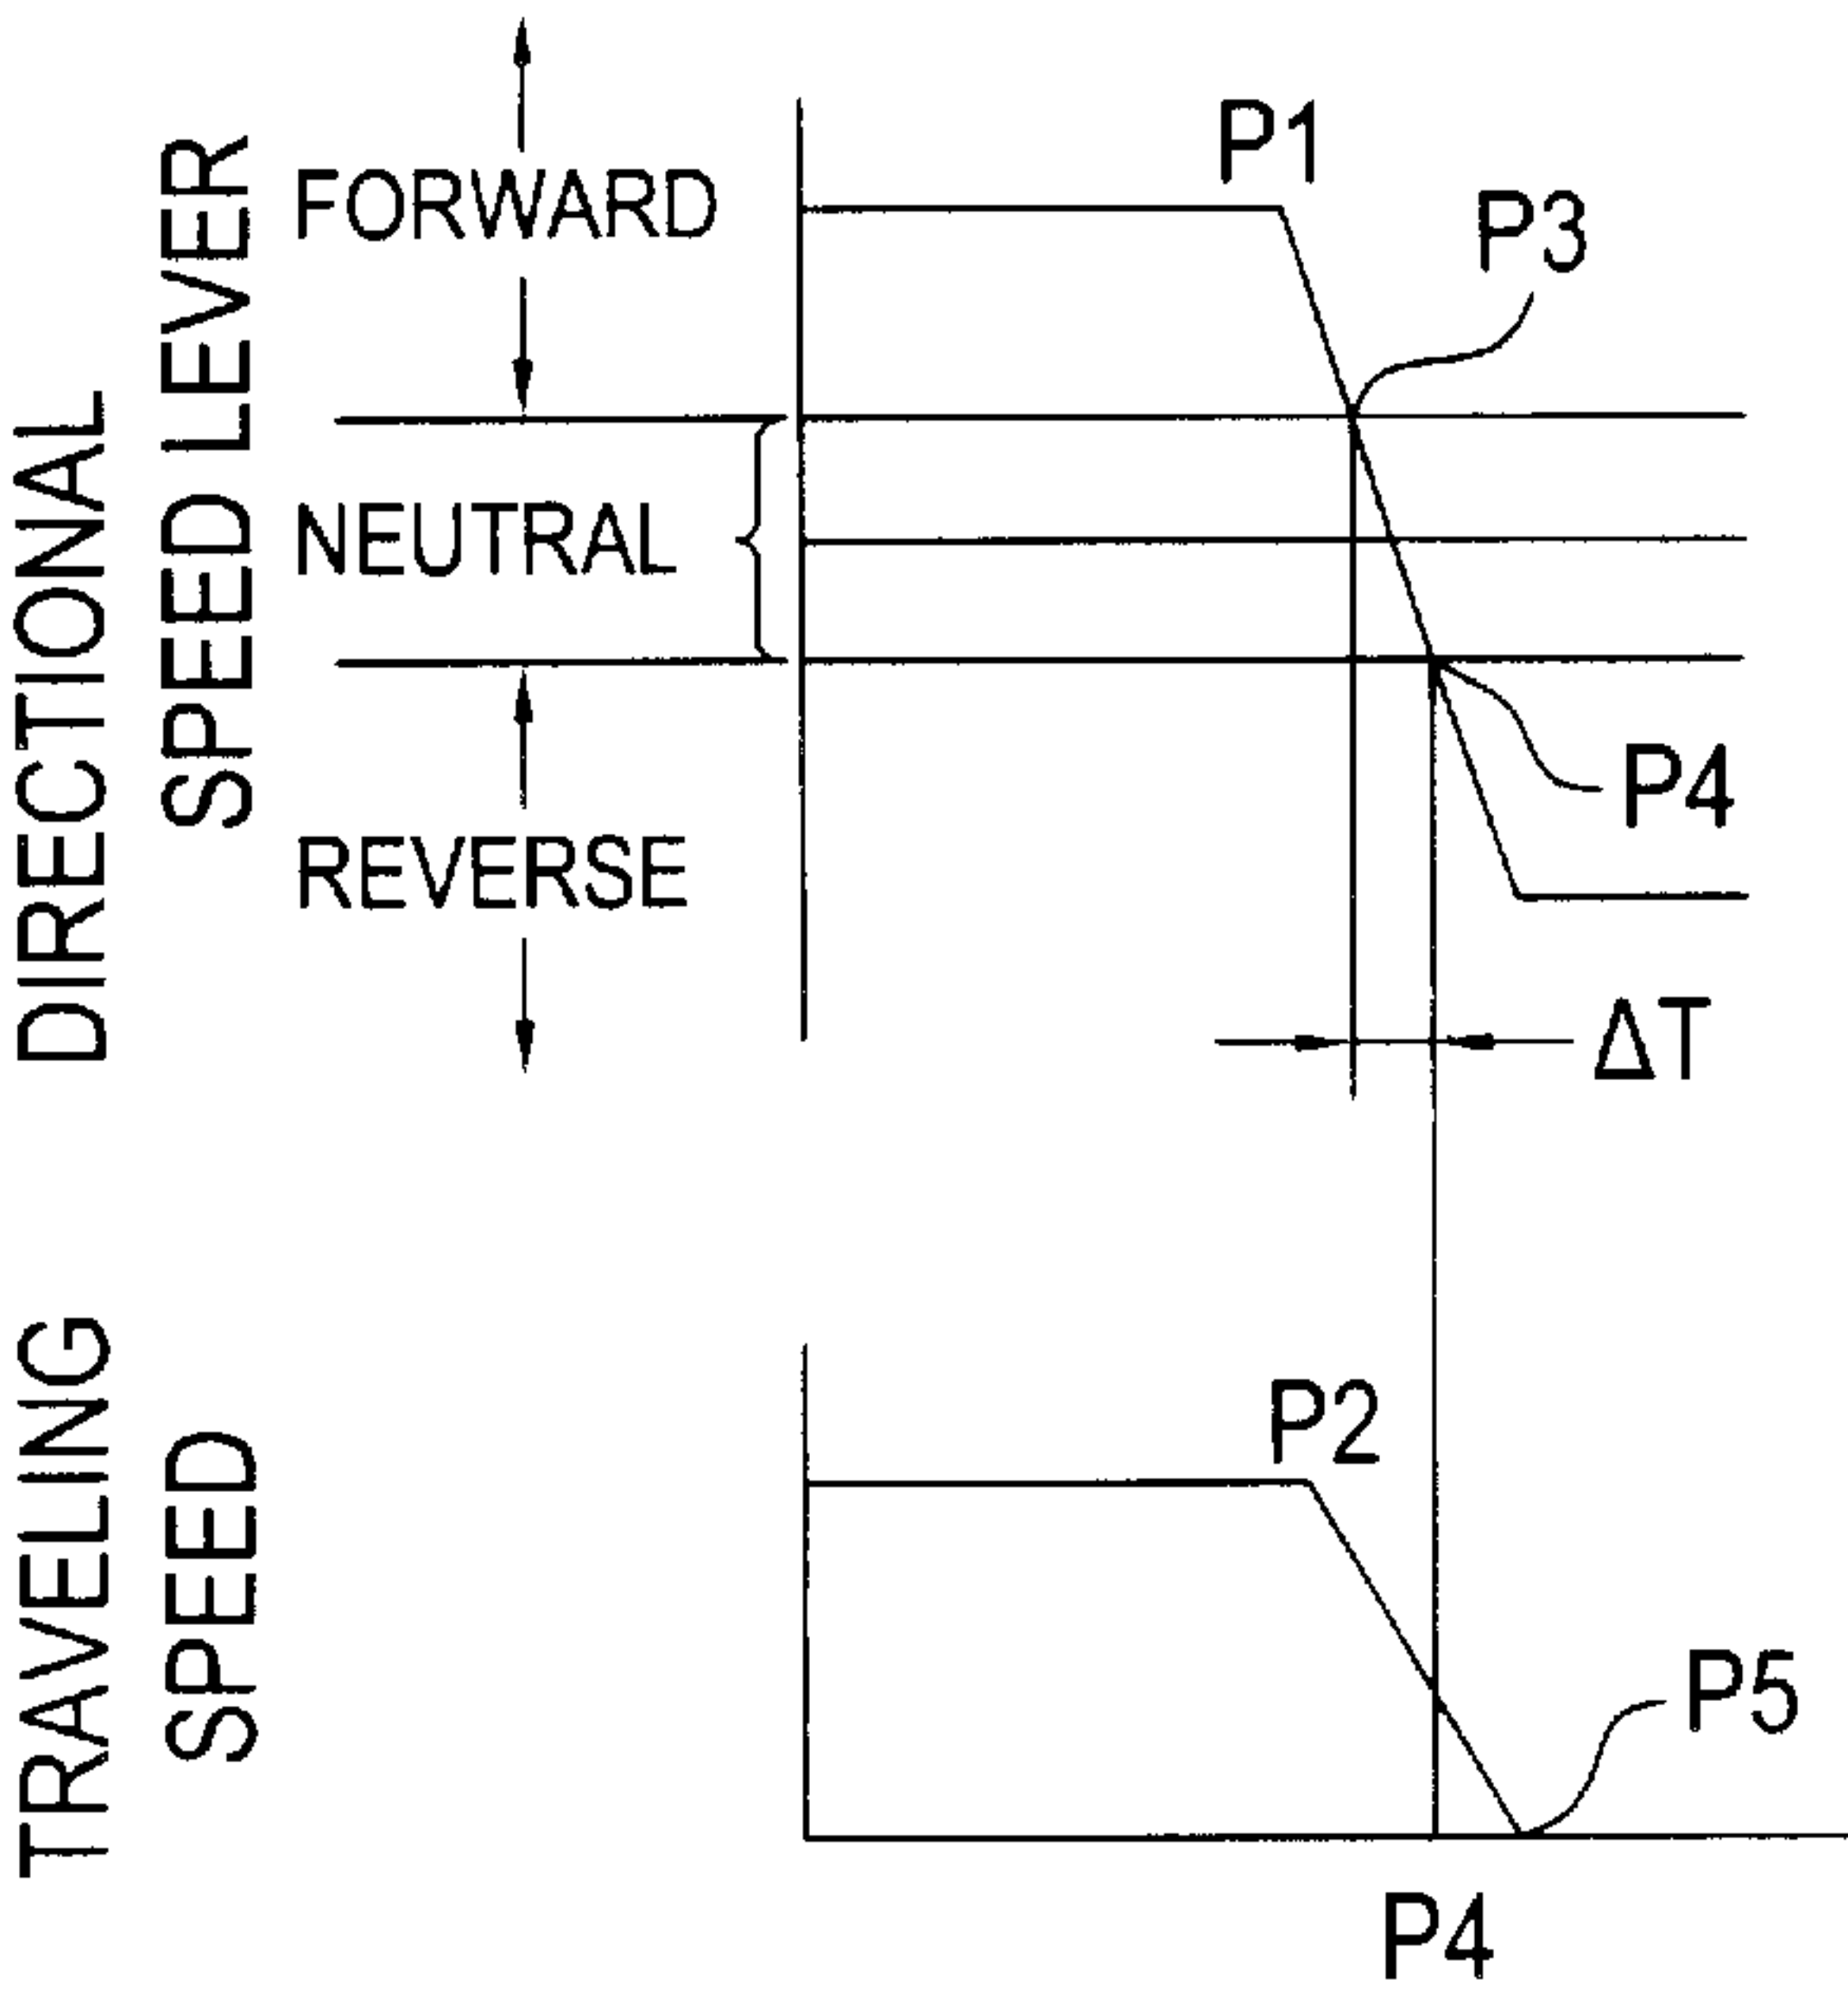 DIRECTIONAL
SPEED LEVER
FORWARD
NEUTRAL
REVERSE
P1
P3
P4
ΔT
TRAVELING
SPEED
P2
P5
P4